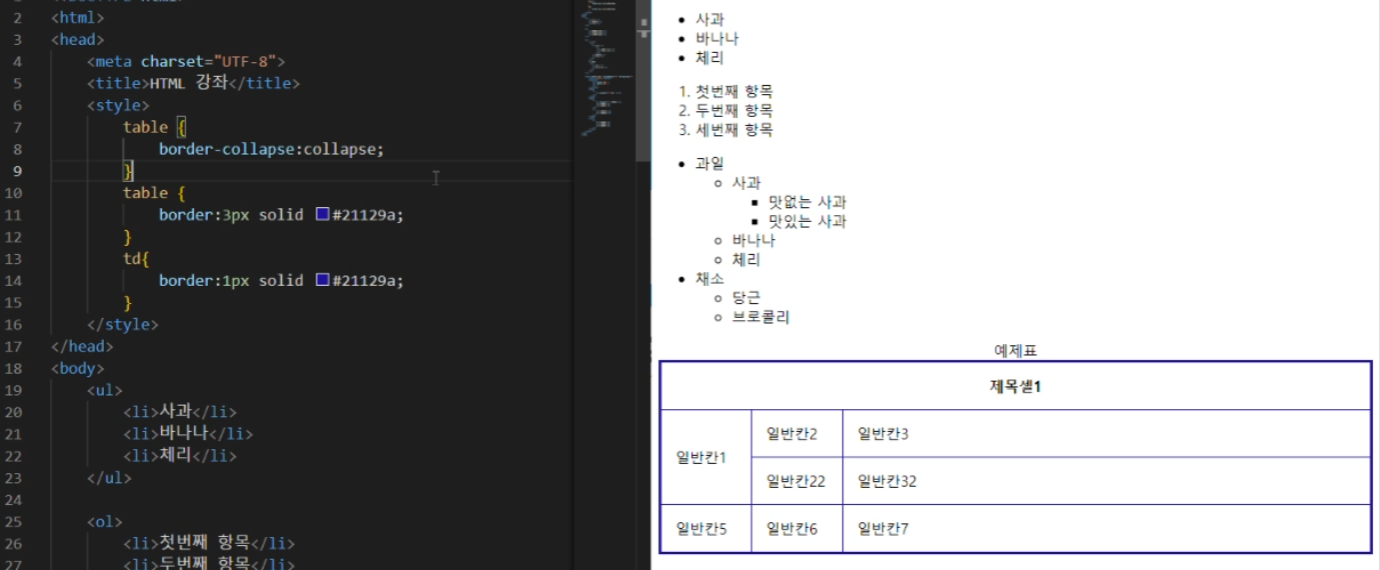 2 <html>
3 <head>
4 <meta charset="UTF-8">
5 <title>HTML 강좌</title>
6 <style>
7 table {
8 border-collapse:collapse;
9 }
10 table {
11 border:3px solid #21129a;
12 }
13 td{
14 border:1px solid #21129a;
15 }
16 </style>
17 </head>
18 <body>
19 <ul>
20 <li>사과</li>
21 <li>바나나</li>
22 <li>체리</li>
23 </ul>
24
25 <ol>
26 <li>첫번째 항목</li>
27 <li>두번째 항목</li>
• 사과
• 바나나
• 체리
1. 첫번째 항목
2. 두번째 항목
3. 세번째 항목
• 과일
○ 사과
■ 맛없는 사과
■ 맛있는 사과
○ 바나나
○ 체리
• 채소
○ 당근
○ 브로콜리
예제표
제목셀1
일반칸1
일반칸2 일반칸3
일반칸22 일반칸32
일반칸5 일반칸6 일반칸7